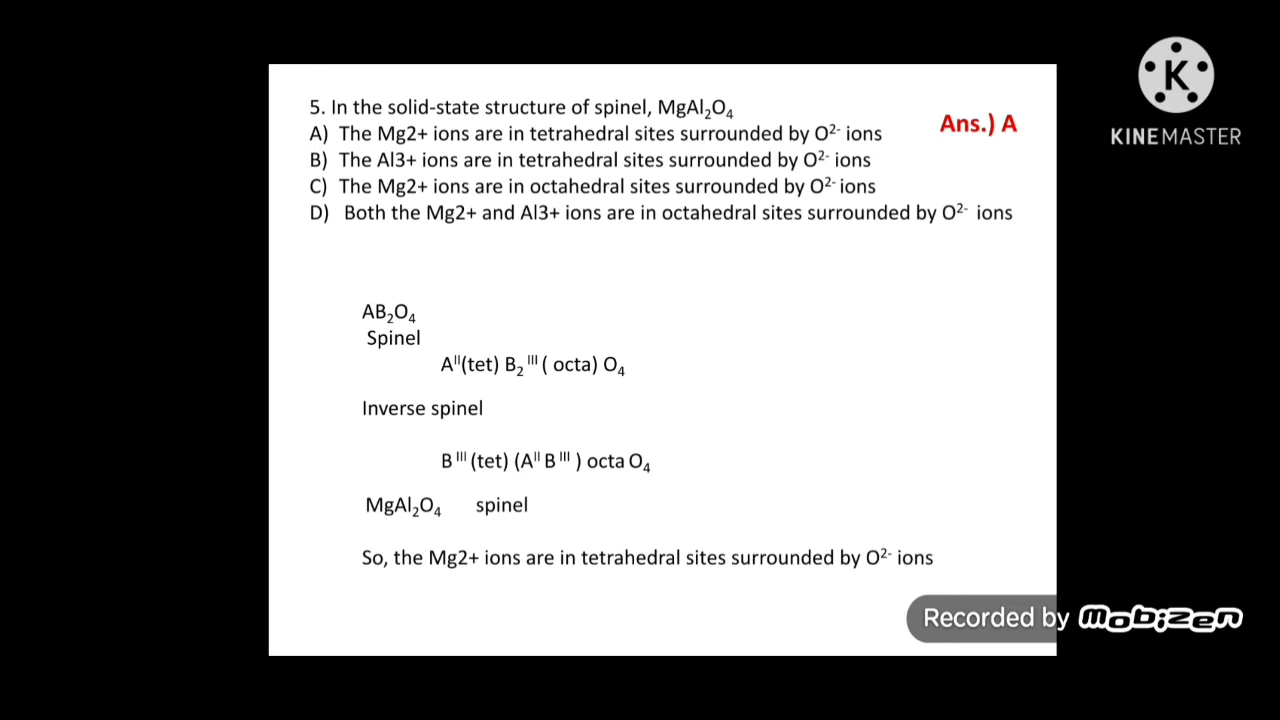 5. In the solid-state structure of spinel, MgAl₂O₄
Ans.) A
A) The Mg2+ ions are in tetrahedral sites surrounded by O²⁻ ions
B) The Al3+ ions are in tetrahedral sites surrounded by O²⁻ ions
C) The Mg2+ ions are in octahedral sites surrounded by O²⁻ ions
D) Both the Mg2+ and Al3+ ions are in octahedral sites surrounded by O²⁻ ions
AB₂O₄
Spinel
Aᴵᴵ(tet) B₂ ᴵᴵᴵ ( octa) O₄
Inverse spinel
B ᴵᴵᴵ (tet) (Aᴵᴵ B ᴵᴵᴵ ) octa O₄
MgAl₂O₄ spinel
So, the Mg2+ ions are in tetrahedral sites surrounded by O²⁻ ions
K
KINEMASTER
Recorded by Mobizen